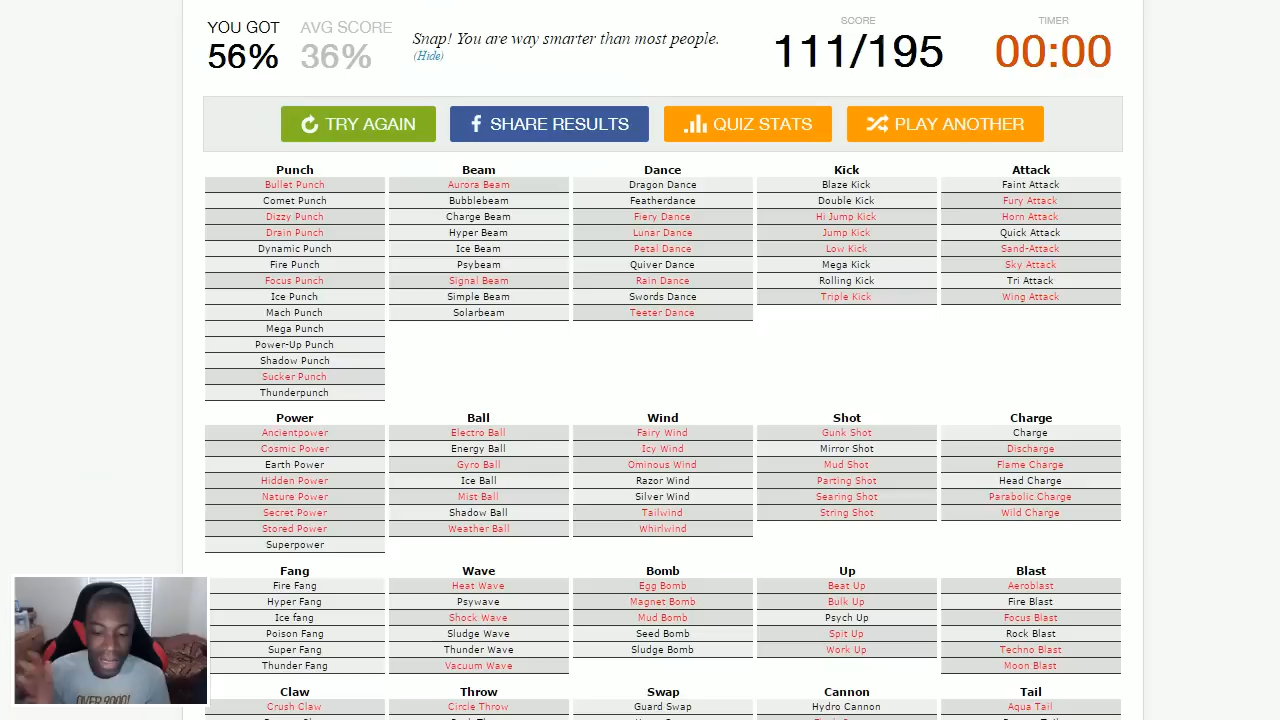 YOU GOT AVG SCORE SCORE TIMER
56% 36% Snap! You are way smarter than most people. 111/195 00:00
(Hide)
TRY AGAIN SHARE RESULTS QUIZ STATS PLAY ANOTHER
Punch Beam Dance Kick Attack
Bullet Punch Aurora Beam Dragon Dance Blaze Kick Faint Attack
Comet Punch Bubblebeam Featherdance Double Kick Fury Attack
Dizzy Punch Charge Beam Fiery Dance Hi Jump Kick Horn Attack
Drain Punch Hyper Beam Lunar Dance Jump Kick Quick Attack
Dynamic Punch Ice Beam Petal Dance Low Kick Sand-Attack
Fire Punch Psybeam Quiver Dance Mega Kick Sky Attack
Focus Punch Signal Beam Rain Dance Rolling Kick Tri Attack
Ice Punch Simple Beam Swords Dance Triple Kick Wing Attack
Mach Punch Solarbeam Teeter Dance
Mega Punch
Power-Up Punch
Shadow Punch
Sucker Punch
Thunderpunch
Power Ball Wind Shot Charge
Ancientpower Electro Ball Fairy Wind Gunk Shot Charge
Cosmic Power Energy Ball Icy Wind Mirror Shot Discharge
Earth Power Gyro Ball Ominous Wind Mud Shot Flame Charge
Hidden Power Ice Ball Razor Wind Parting Shot Head Charge
Nature Power Mist Ball Silver Wind Searing Shot Parabolic Charge
Secret Power Shadow Ball Tailwind String Shot Wild Charge
Stored Power Weather Ball Whirlwind
Superpower
Fang Wave Bomb Up Blast
Fire Fang Heat Wave Egg Bomb Beat Up Aeroblast
Hyper Fang Psywave Magnet Bomb Bulk Up Fire Blast
Ice fang Shock Wave Mud Bomb Psych Up Focus Blast
Poison Fang Sludge Wave Seed Bomb Spit Up Rock Blast
Super Fang Thunder Wave Sludge Bomb Work Up Techno Blast
Thunder Fang Vacuum Wave Moon Blast
Claw Throw Swap Cannon Tail
Crush Claw Circle Throw Guard Swap Hydro Cannon Aqua Tail